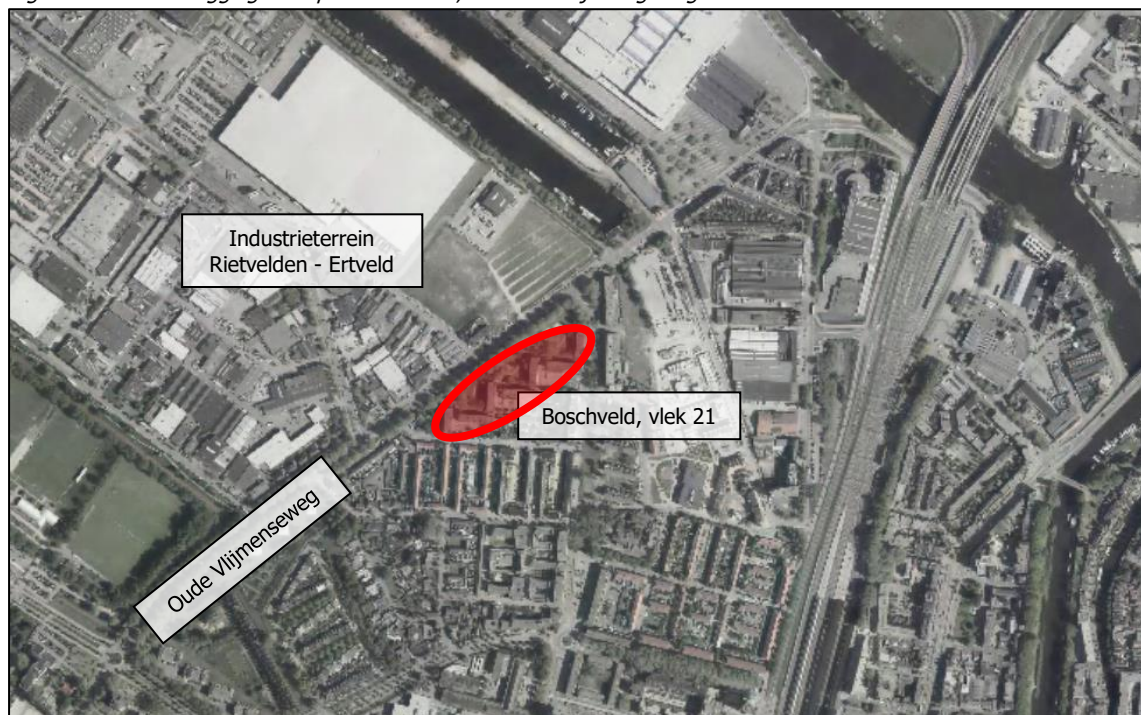 Industrieterrein
Rietvelden - Ertveld
Boschveld, vlek 21
Oude Vlijmenseweg